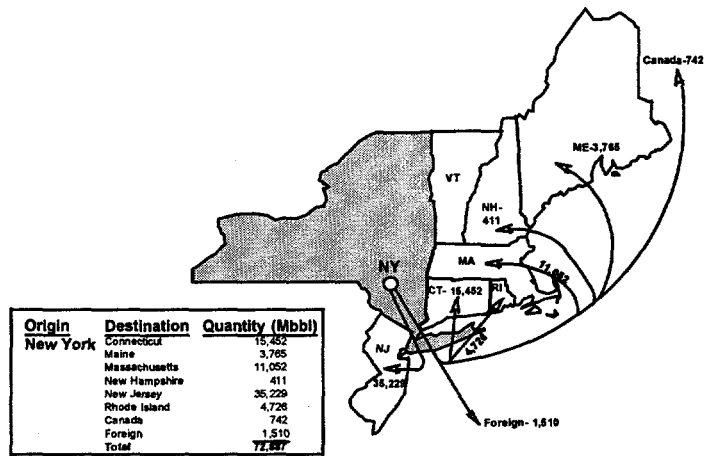 Canada-742
ME-3,765
VT
NH-
411
MA
11,052
NY
CT- 15,452
RI
4,726
NJ
35,229
Foreign- 1,510
Origin Destination Quantity (Mbbl)
New York Connecticut 15,452
Maine 3,765
Massachusetts 11,052
New Hampshire 411
New Jersey 35,229
Rhode Island 4,726
Canada 742
Foreign 1,510
Total 72,887